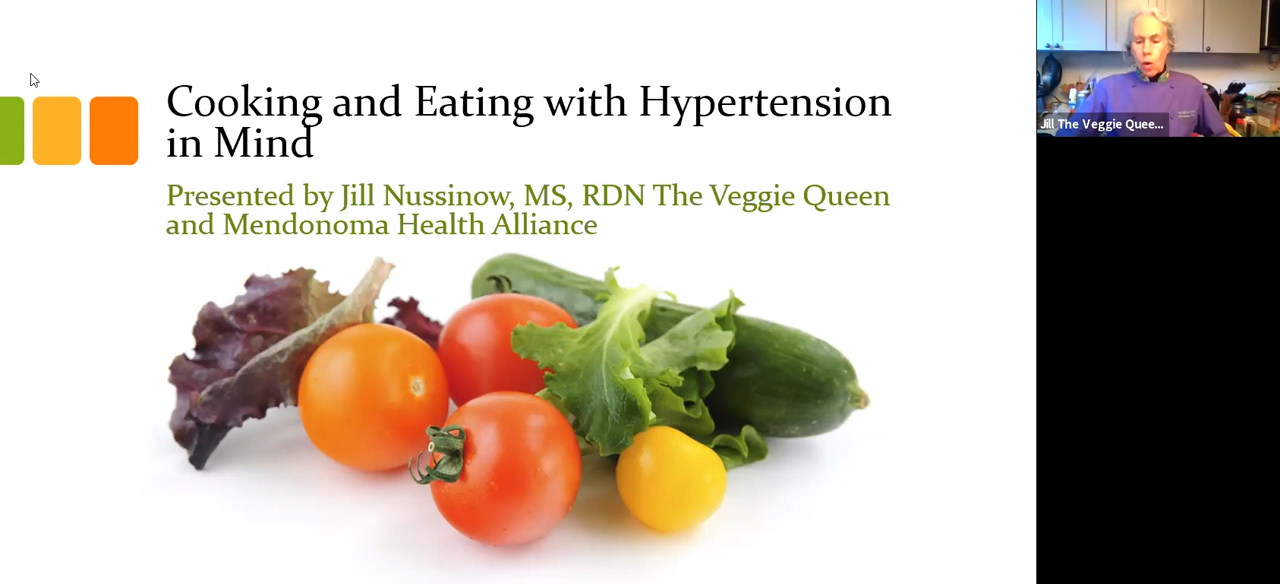 Cooking and Eating with Hypertension
in Mind
Presented by Jill Nussinow, MS, RDN The Veggie Queen
and Mendonoma Health Alliance
Jill The Veggie Quee...